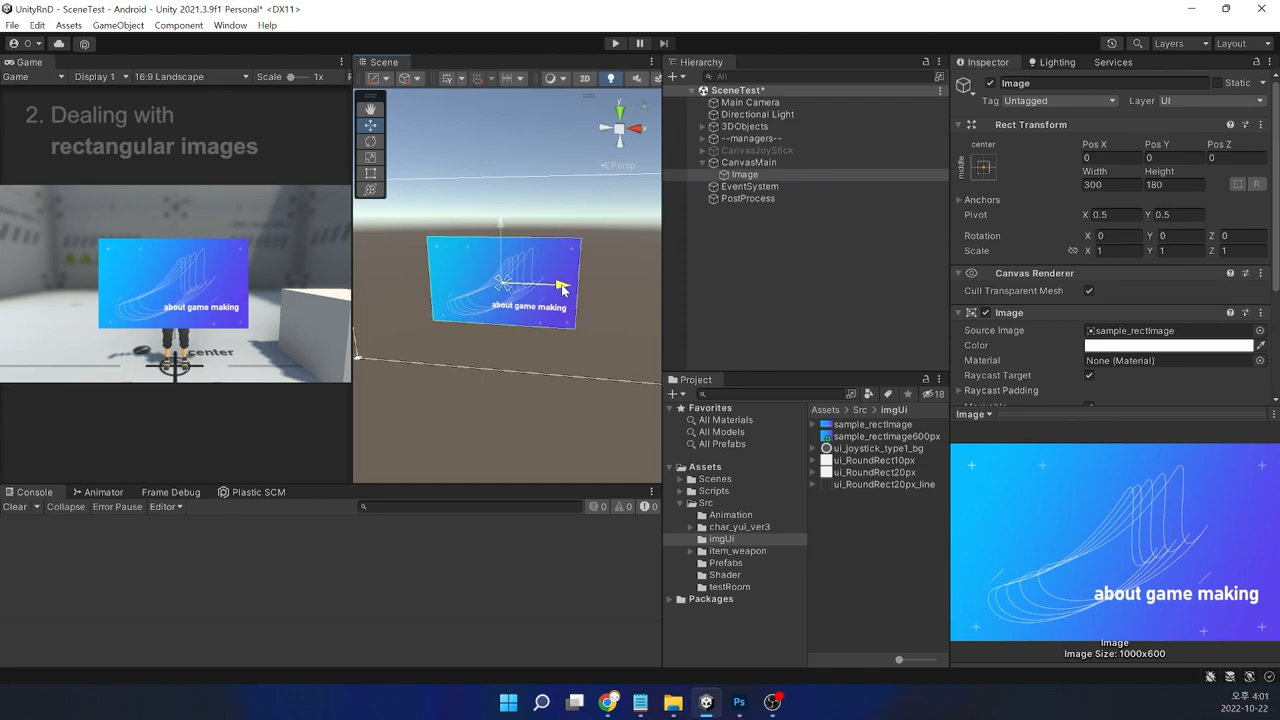 UnityRnD - SceneTest - Android - Unity 2021.3.9f1 Personal* <DX11>
File Edit Assets GameObject Component Window Help
O
Layers Layout
Game
Game Display 1 16:9 Landscape Scale 1x
2. Dealing with
rectangular images
about game making
center
Scene
2D
y
x
Persp
about game making
Hierarchy
All
SceneTest*
Main Camera
Directional Light
3DObjects
--managers--
CanvasJoyStick
CanvasMain
Image
EventSystem
PostProcess
Project
18
Favorites
All Materials
All Models
All Prefabs
Assets
Scenes
Scripts
Src
Animation
char_yui_ver3
imgUi
item_weapon
Prefabs
Shader
testRoom
Packages
Assets Src imgUi
sample_rectImage
sample_rectImage600px
ui_joystick_type1_bg
ui_RoundRect10px
ui_RoundRect20px
ui_RoundRect20px_line
Inspector Lighting Services
Image Static
Tag Untagged Layer UI
Rect Transform
center Pos X Pos Y Pos Z
middle 0 0 0
Width Height
300 180
R
Anchors
Pivot X 0.5 Y 0.5
Rotation X 0 Y 0 Z 0
Scale X 1 Y 1 Z 1
Canvas Renderer
Cull Transparent Mesh
Image
Source Image sample_rectImage
Color
Material None (Material)
Raycast Target
Raycast Padding
Image
about game making
Image
Image Size: 1000x600
Console Animator Frame Debug Plastic SCM
Clear Collapse Error Pause Editor 0 0 0
Ps
오후 4:01
2022-10-22